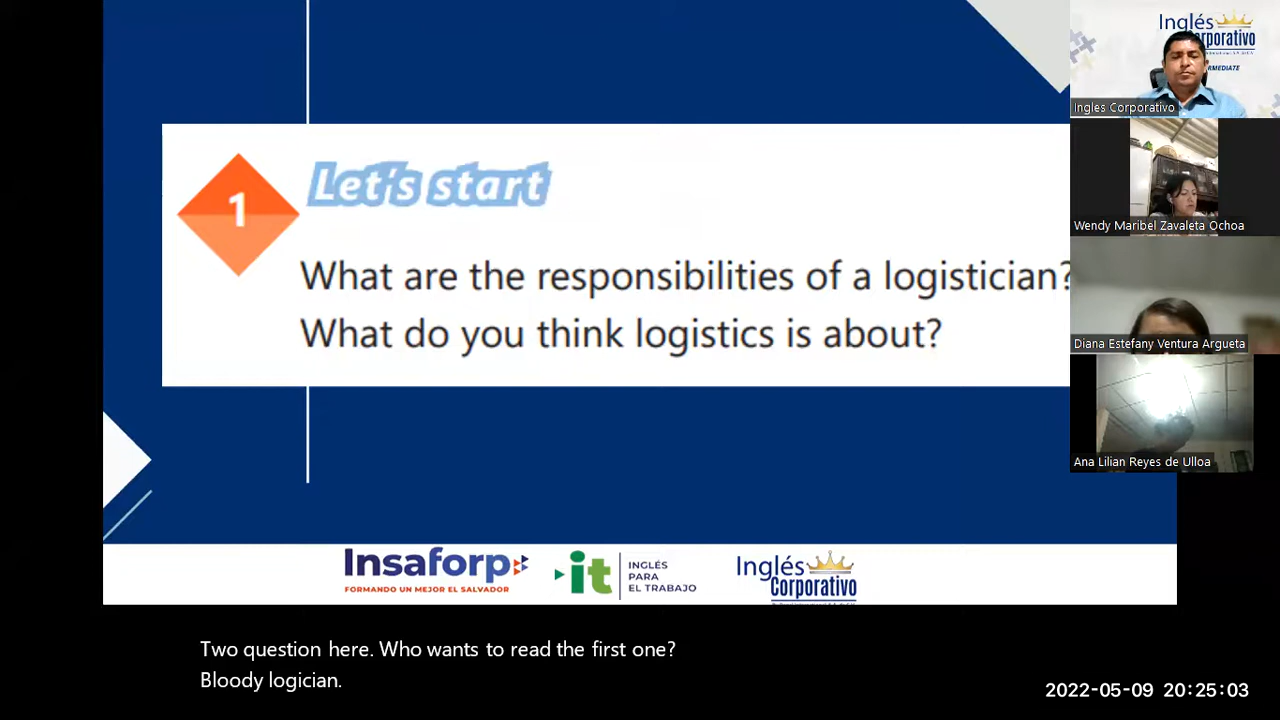 1
Let's start
What are the responsibilities of a logistician?
What do you think logistics is about?
Insaforp
FORMANDO UN MEJOR EL SALVADOR
it
INGLÉS
PARA
EL TRABAJO
Inglés
Corporativo
Inglés
Corporativo
Ingles Corporativo
Wendy Maribel Zavaleta Ochoa
Diana Estefany Ventura Argueta
Ana Lilian Reyes de Ulloa
Two question here. Who wants to read the first one?
Bloody logician.
2022-05-09 20:25:03